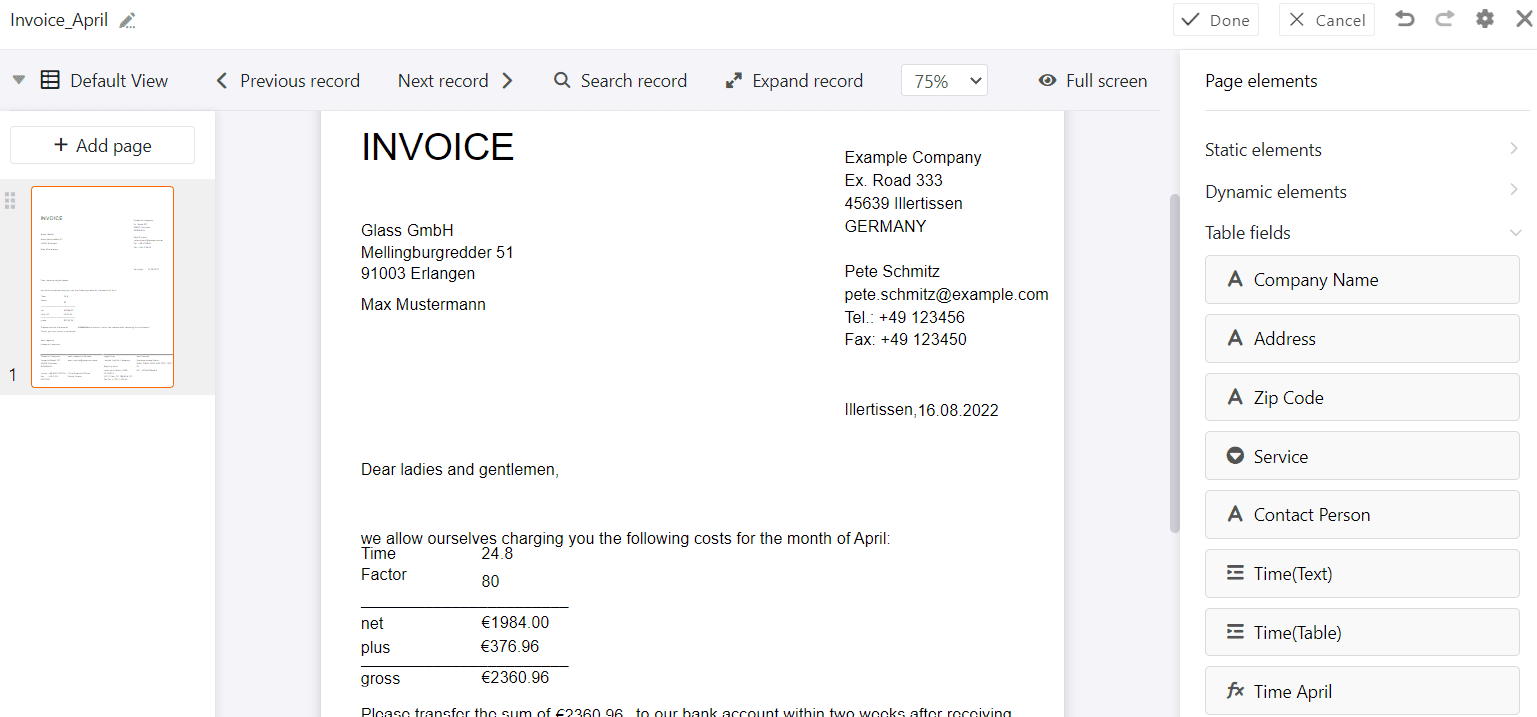 Invoice_April
Done
Cancel
Default View
Previous record
Next record
Search record
Expand record
75%
Full screen
Page elements
+ Add page
1
INVOICE
Example Company
Ex. Road 333
45639 Illertissen
GERMANY
Glass GmbH
Mellingburgredder 51
91003 Erlangen
Max Mustermann
Pete Schmitz
pete.schmitz@example.com
Tel.: +49 123456
Fax: +49 123450
Illertissen,16.08.2022
Dear ladies and gentlemen,
we allow ourselves charging you the following costs for the month of April:
Time 24.8
Factor 80
net €1984.00
plus €376.96
gross €2360.96
Please transfer the sum of €2360.96 to our bank account within two weeks after receiving
Static elements
Dynamic elements
Table fields
Company Name
Address
Zip Code
Service
Contact Person
Time(Text)
Time(Table)
Time April